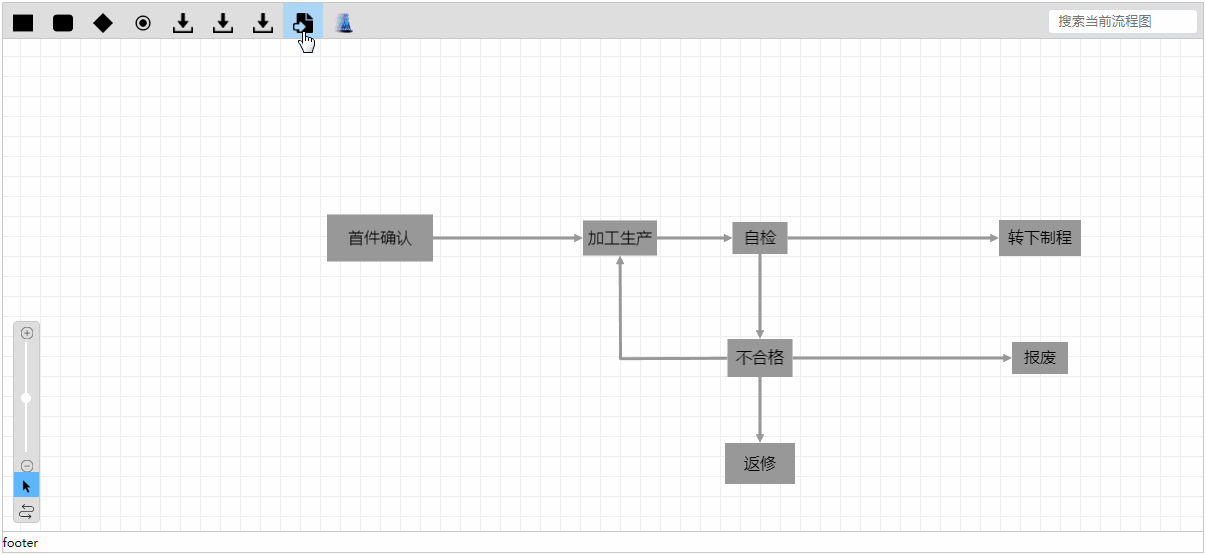 搜索当前流程图
首件确认
加工生产
自检
转下制程
不合格
报废
返修
footer